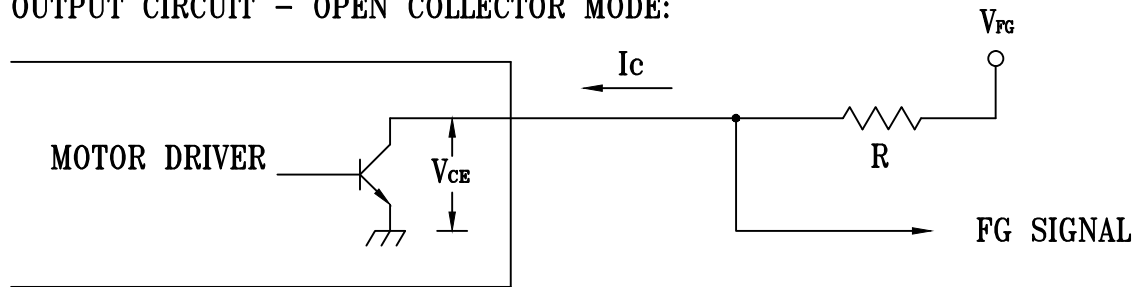 OUTPUT CIRCUIT - OPEN COLLECTOR MODE:
VFG
Ic
MOTOR DRIVER
VCE
R
FG SIGNAL